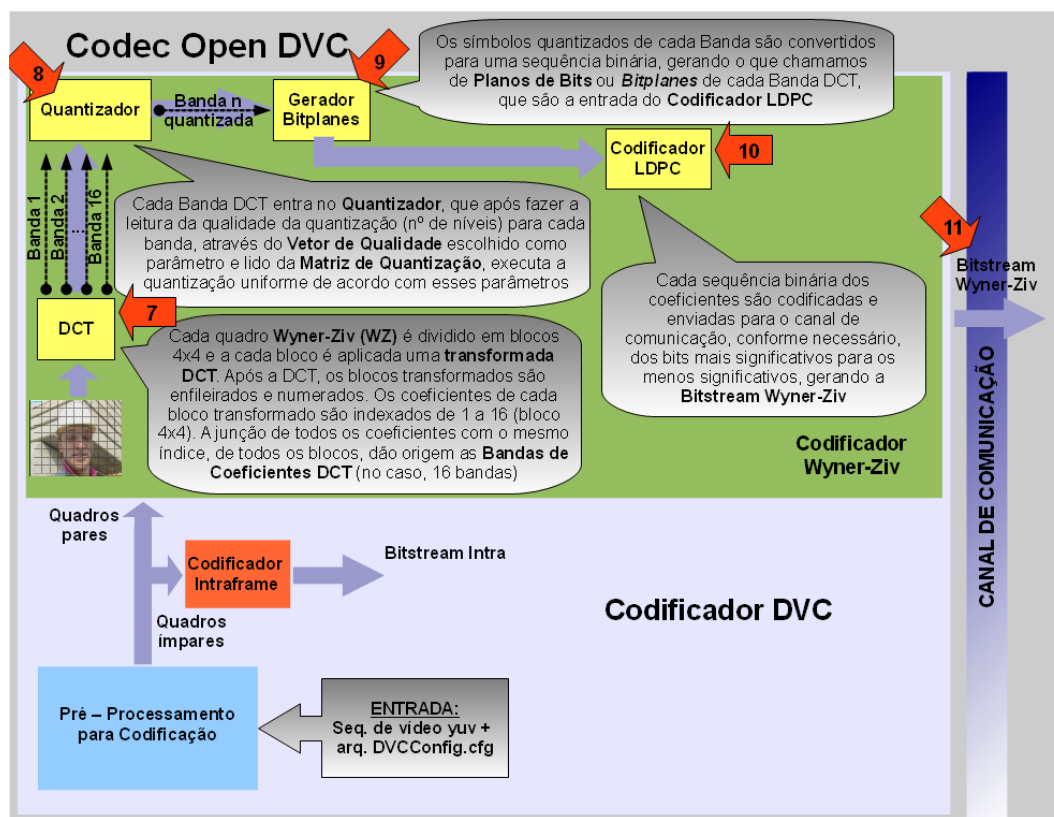 Codec Open DVC
8
9
Os símbolos quantizados de cada Banda são convertidos
para uma sequência binária, gerando o que chamamos
de Planos de Bits ou Bitplanes de cada Banda DCT,
que são a entrada do Codificador LDPC
Quantizador
Banda n
quantizada
Gerador
Bitplanes
Codificador
LDPC
10
Banda 1
Banda 2
...
Banda 16
Cada Banda DCT entra no Quantizador, que após fazer a
leitura da qualidade da quantização (nº de níveis) para cada
banda, através do Vetor de Qualidade escolhido como
parâmetro e lido da Matriz de Quantização, executa a
quantização uniforme de acordo com esses parâmetros
11
Bitstream
Wyner-Ziv
Cada sequência binária dos
coeficientes são codificadas e
enviadas para o canal de
comunicação, conforme necessário,
dos bits mais significativos para os
menos significativos, gerando a
Bitstream Wyner-Ziv
DCT
7
Cada quadro Wyner-Ziv (WZ) é dividido em blocos
4x4 e a cada bloco é aplicada uma transformada
DCT. Após a DCT, os blocos transformados são
enfileirados e numerados. Os coeficientes de cada
bloco transformado são indexados de 1 a 16 (bloco
4x4). A junção de todos os coeficientes com o mesmo
índice, de todos os blocos, dão origem as Bandas de
Coeficientes DCT (no caso, 16 bandas)
Codificador
Wyner-Ziv
CANAL DE COMUNICAÇÃO
Quadros
pares
Codificador
Intraframe
Bitstream Intra
Quadros
ímpares
Codificador DVC
Pré – Processamento
para Codificação
ENTRADA:
Seq. de vídeo yuv +
arq. DVCConfig.cfg